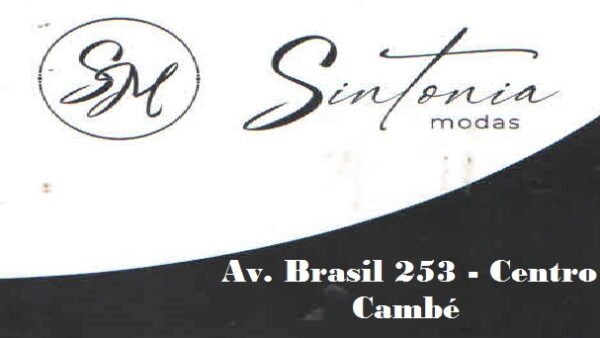 SM
Sintonia
modas
Av. Brasil 253 - Centro
Cambé